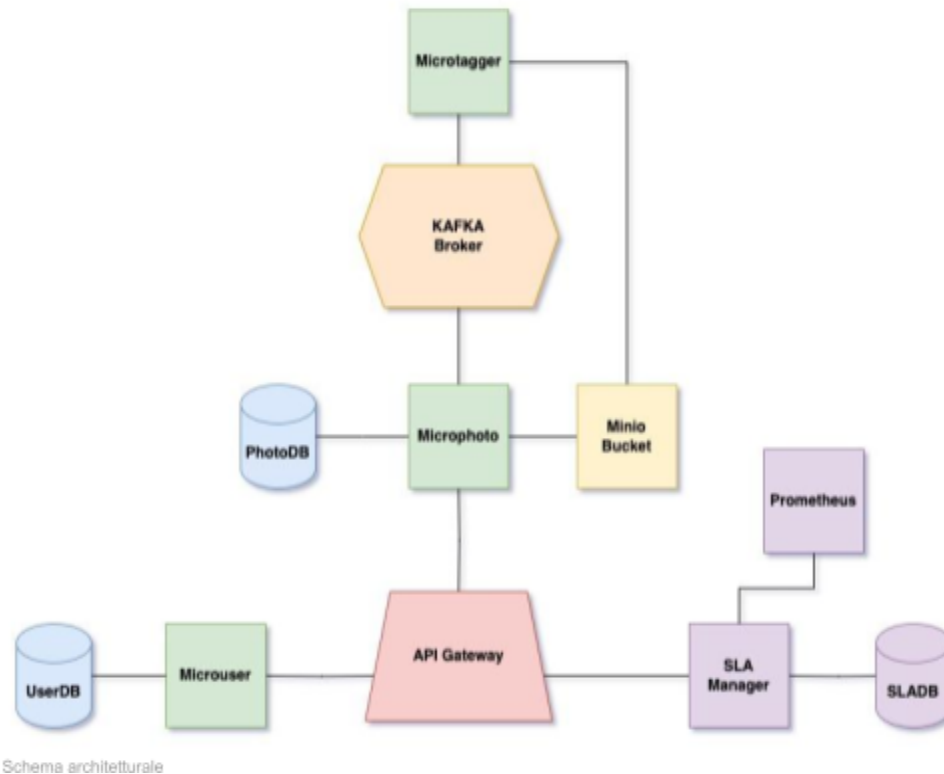 Microtagger
KAFKA
Broker
PhotoDB
Microphoto
Minio
Bucket
Prometheus
UserDB
Microuser
API Gateway
SLA
Manager
SLADB
Schema architetturale